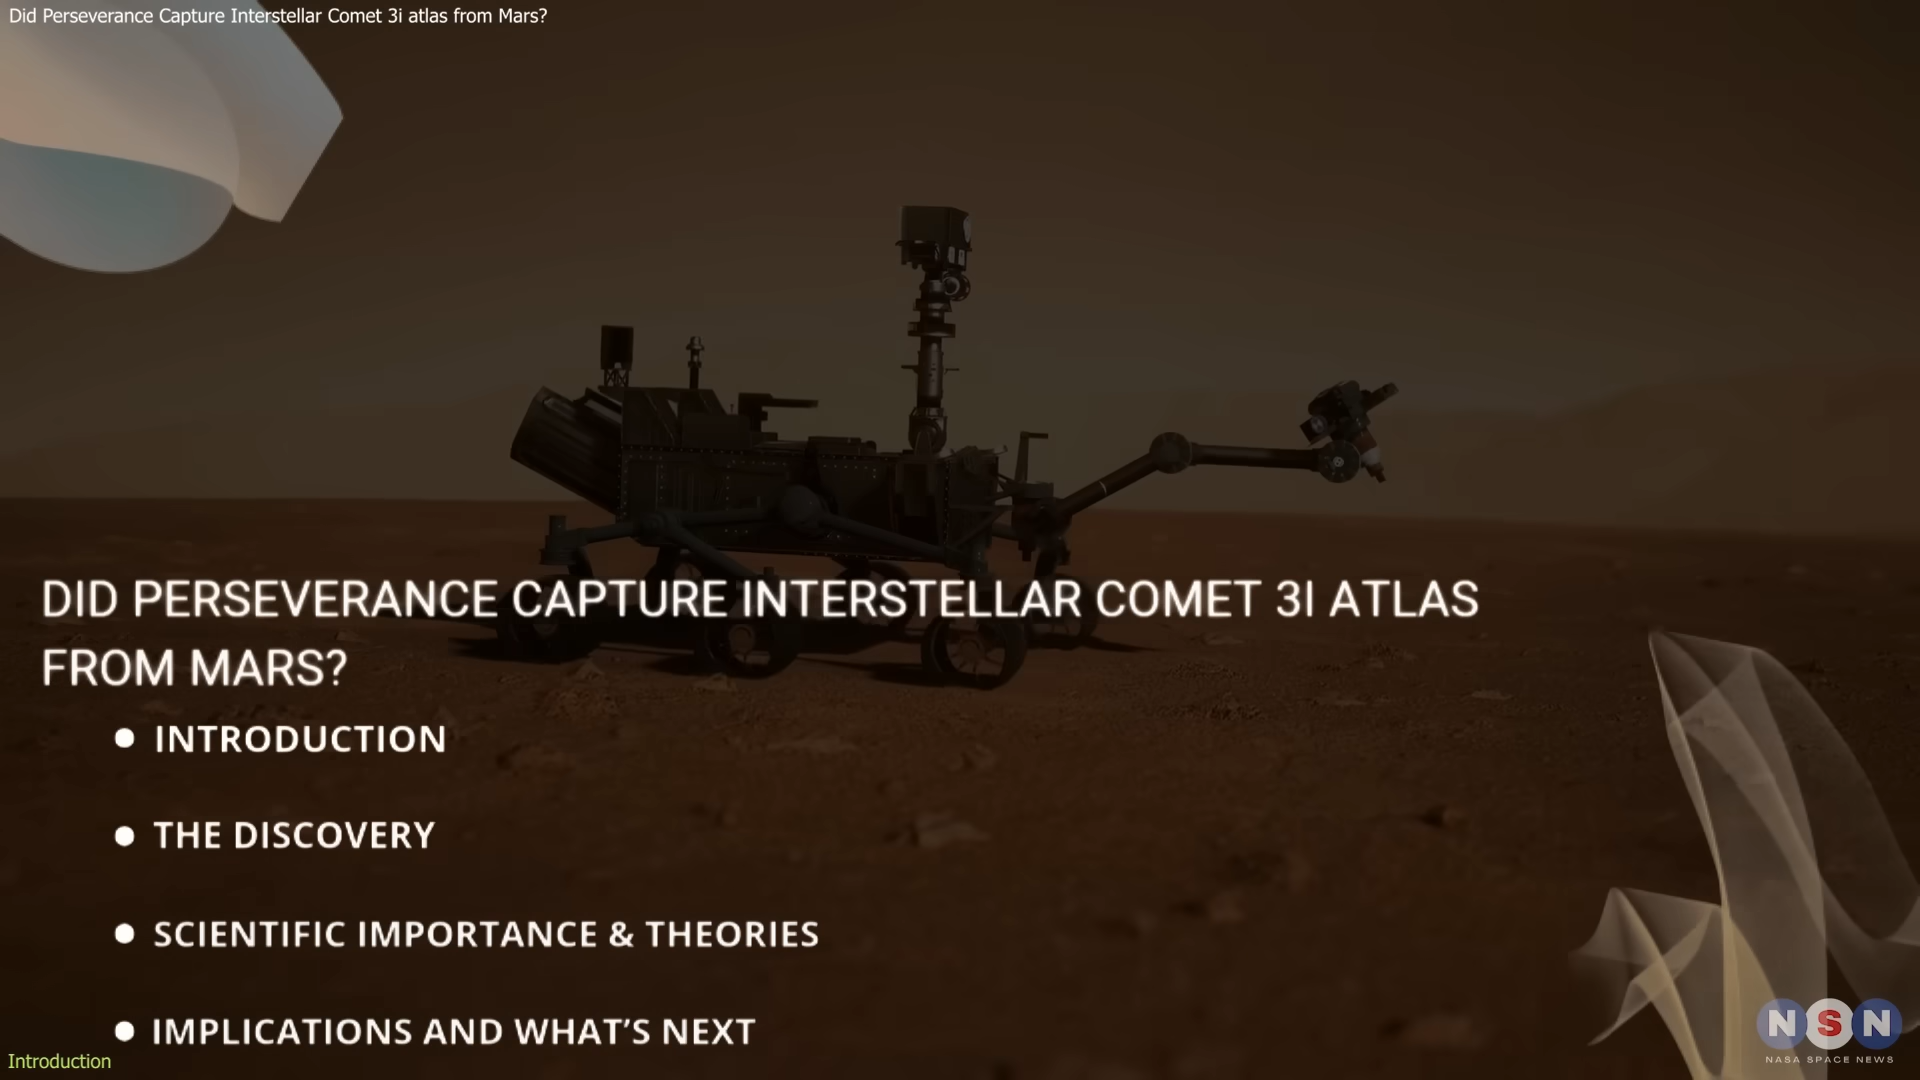 Did Perseverance Capture Interstellar Comet 3i atlas from Mars?
DID PERSEVERANCE CAPTURE INTERSTELLAR COMET 3I ATLAS
FROM MARS?
● INTRODUCTION
● THE DISCOVERY
● SCIENTIFIC IMPORTANCE & THEORIES
● IMPLICATIONS AND WHAT’S NEXT
Introduction
NSN
NASA SPACE NEWS